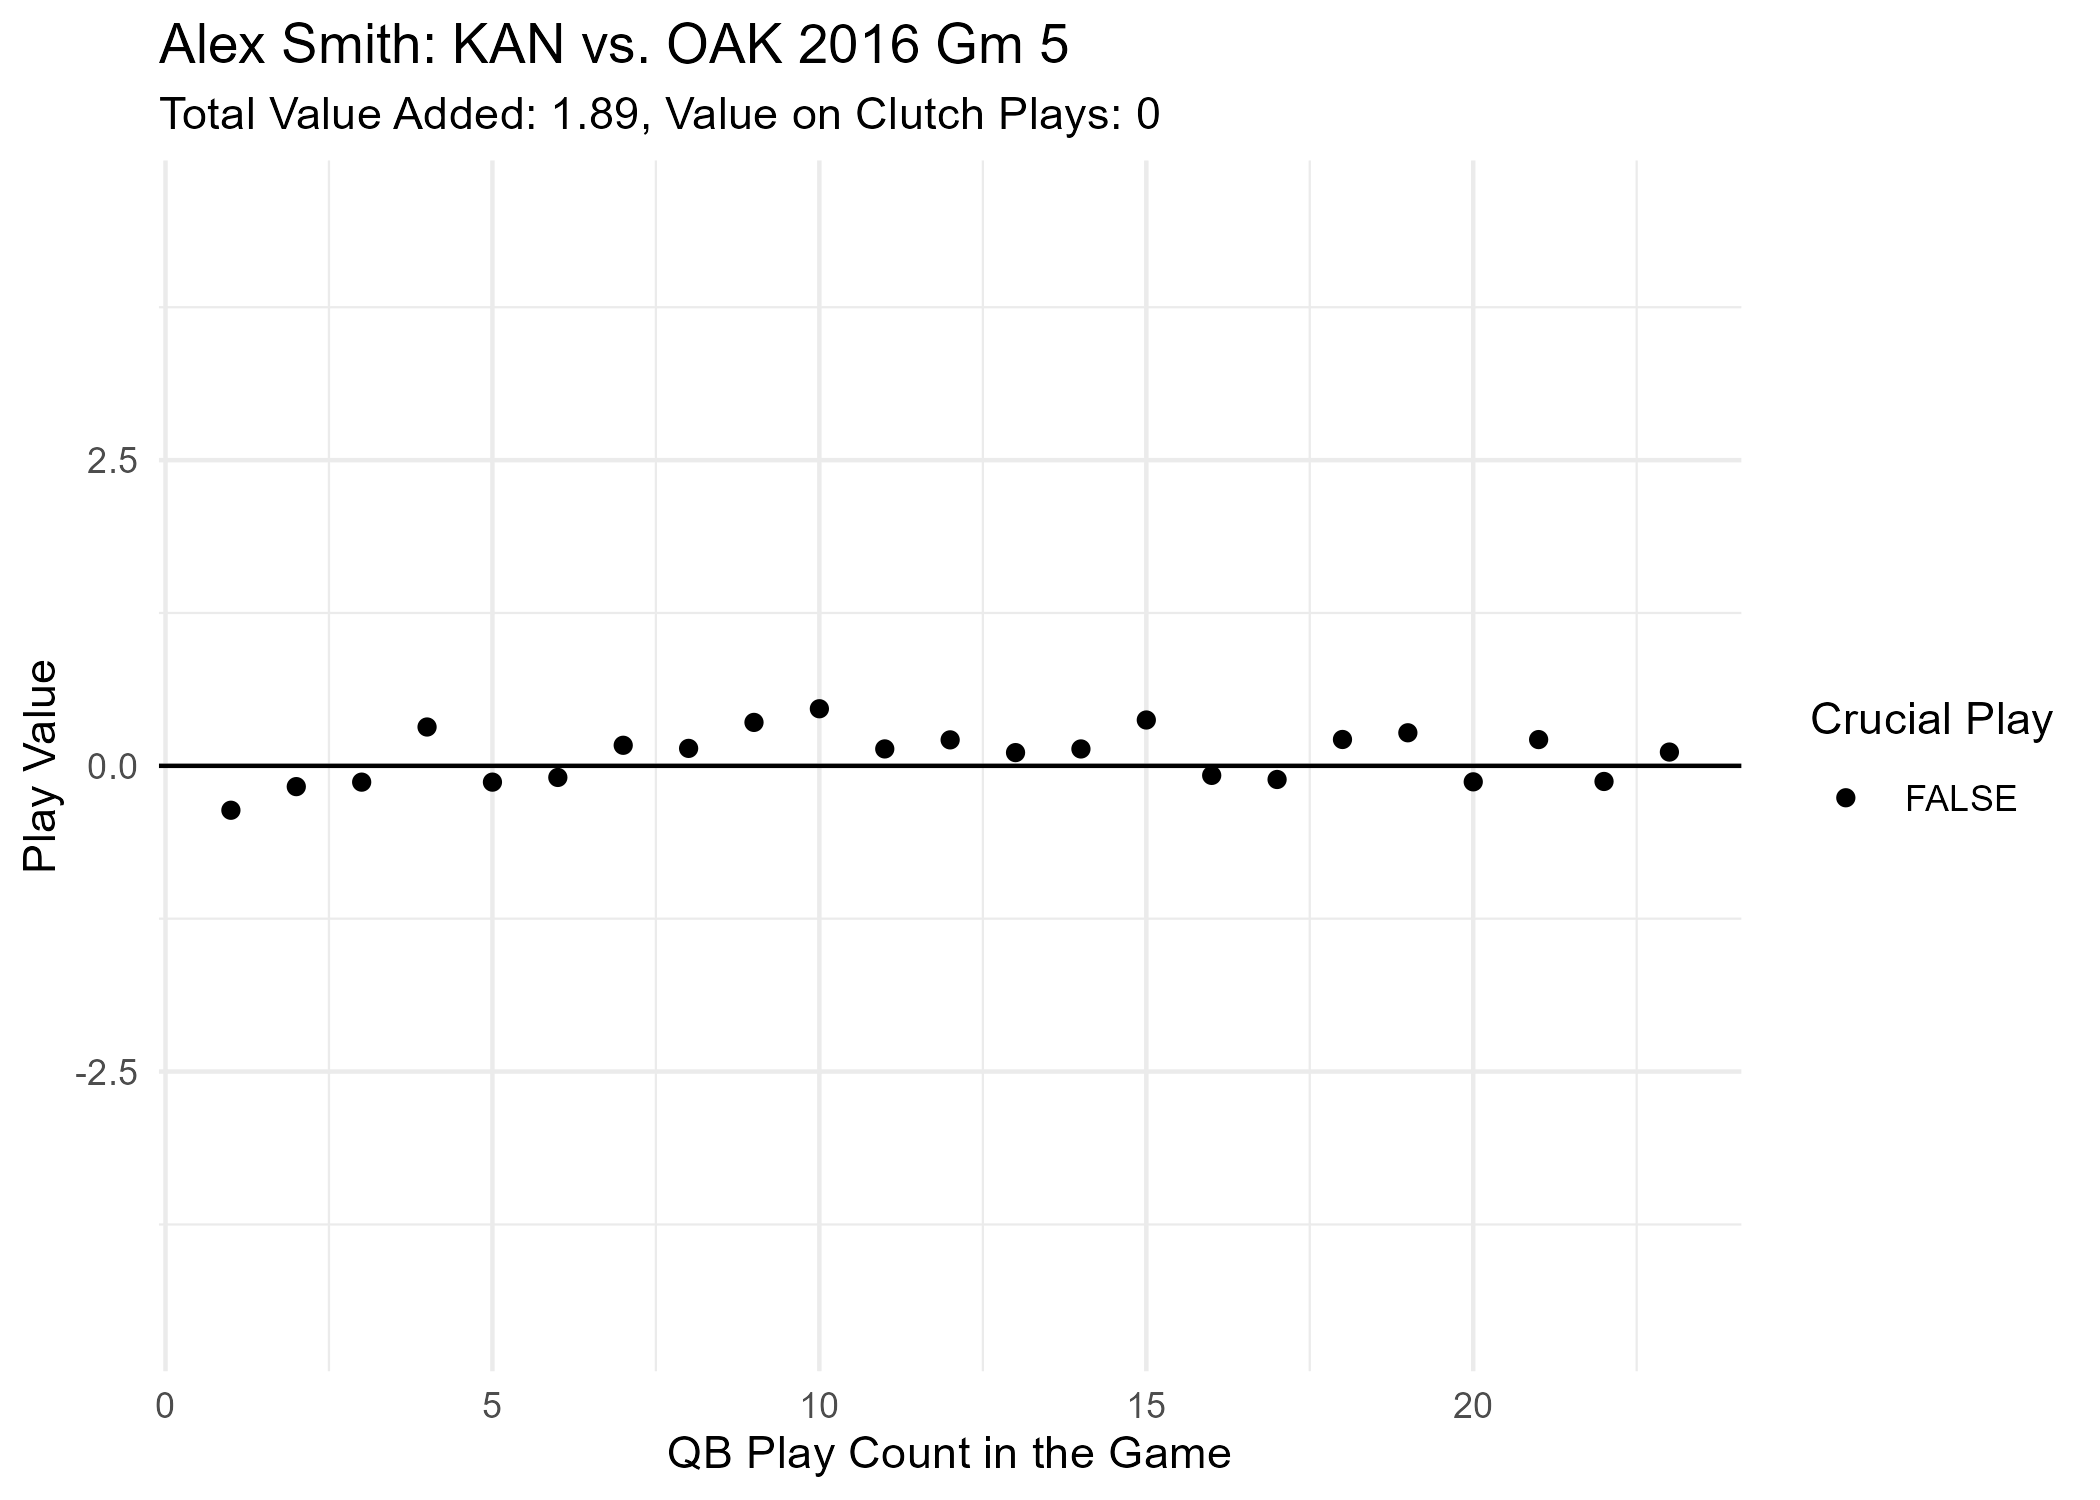 Alex Smith: KAN vs. OAK 2016 Gm 5
Total Value Added: 1.89, Value on Clutch Plays: 0
Play Value
2.5
0.0
-2.5
0 5 10 15 20
QB Play Count in the Game
Crucial Play
FALSE